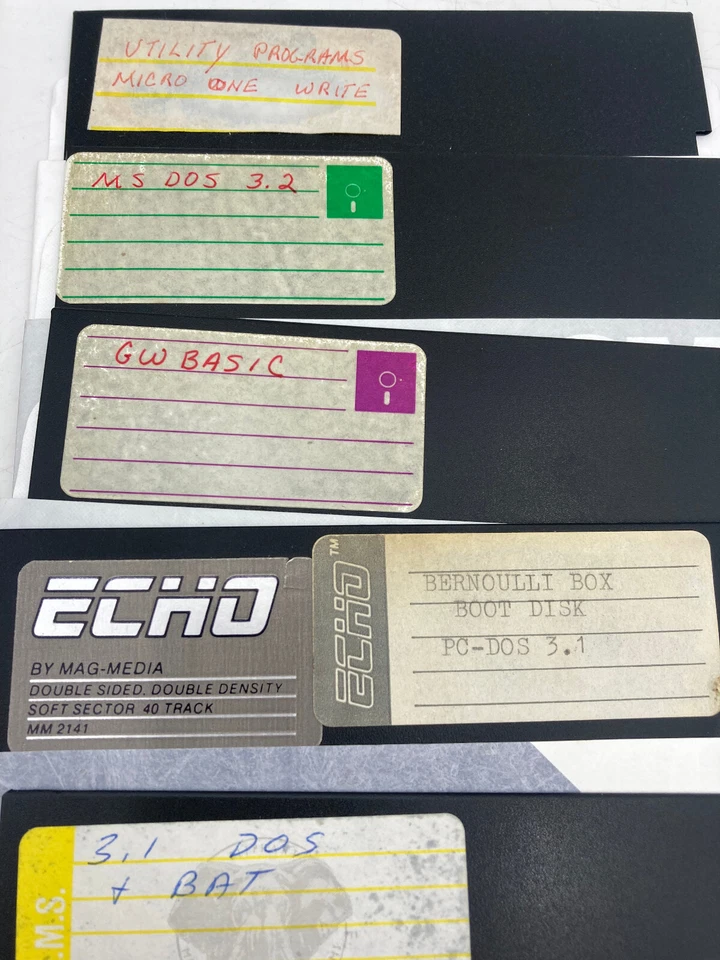 UTILITY PROGRAMS
MICRO ONE WRITE
MS DOS 3.2
GW BASIC
ECHO
BY MAG-MEDIA
DOUBLE SIDED, DOUBLE DENSITY
SOFT SECTOR 40 TRACK
MM 2141
ECHO™
BERNOULLI BOX
BOOT DISK
PC-DOS 3.1
.M.S.
3.1 DOS
+ BAT